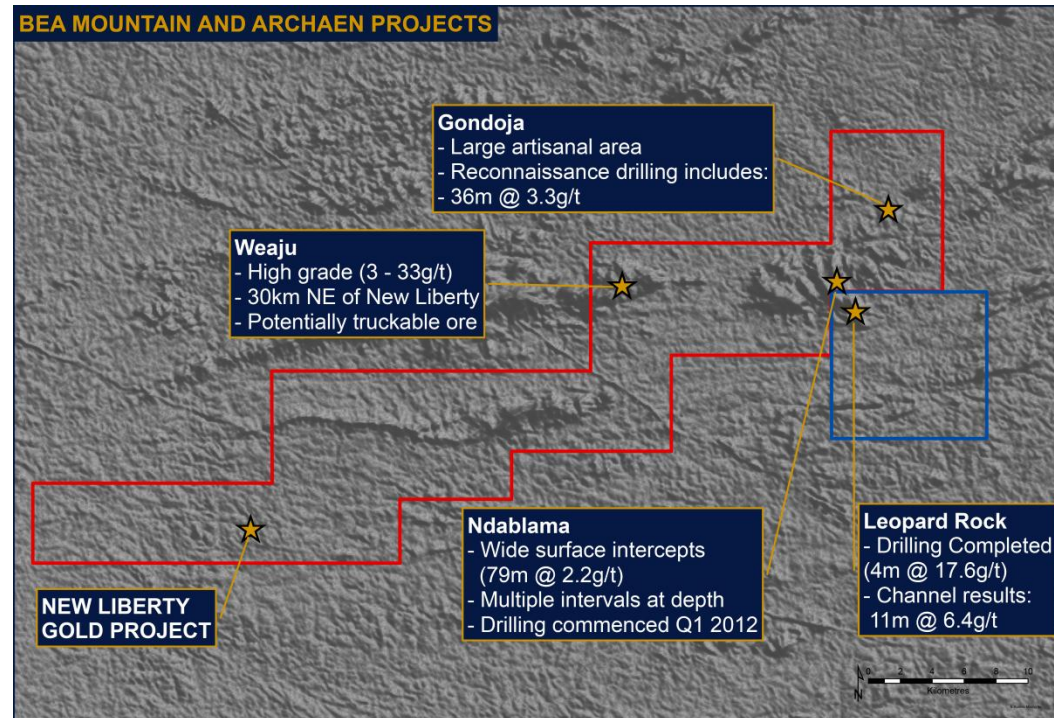 BEA MOUNTAIN AND ARCHAEN PROJECTS
Gondoja
- Large artisanal area
- Reconnaissance drilling includes:
- 36m @ 3.3g/t
Weaju
- High grade (3 - 33g/t)
- 30km NE of New Liberty
- Potentially truckable ore
Ndablama
- Wide surface intercepts
(79m @ 2.2g/t)
- Multiple intervals at depth
- Drilling commenced Q1 2012
Leopard Rock
- Drilling Completed
(4m @ 17.6g/t)
- Channel results:
11m @ 6.4g/t
NEW LIBERTY
GOLD PROJECT
N
0 2 4 6 8 10
Kilometres